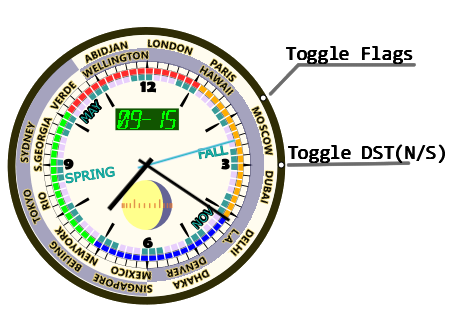 Toggle Flags
Toggle DST(N/S)
ABIDJAN
LONDON
PARIS
MOSCOW
DUBAI
DELHI
DHAKA
SINGAPORE
BEIJING
TOKYO
SYDNEY
VERDE
WELLINGTON
HAWAII
L.A.
DENVER
MEXICO
NEWYORK
RIO
S.GEORGIA
12
3
6
9
MAY
NOV
09-15
FALL
SPRING